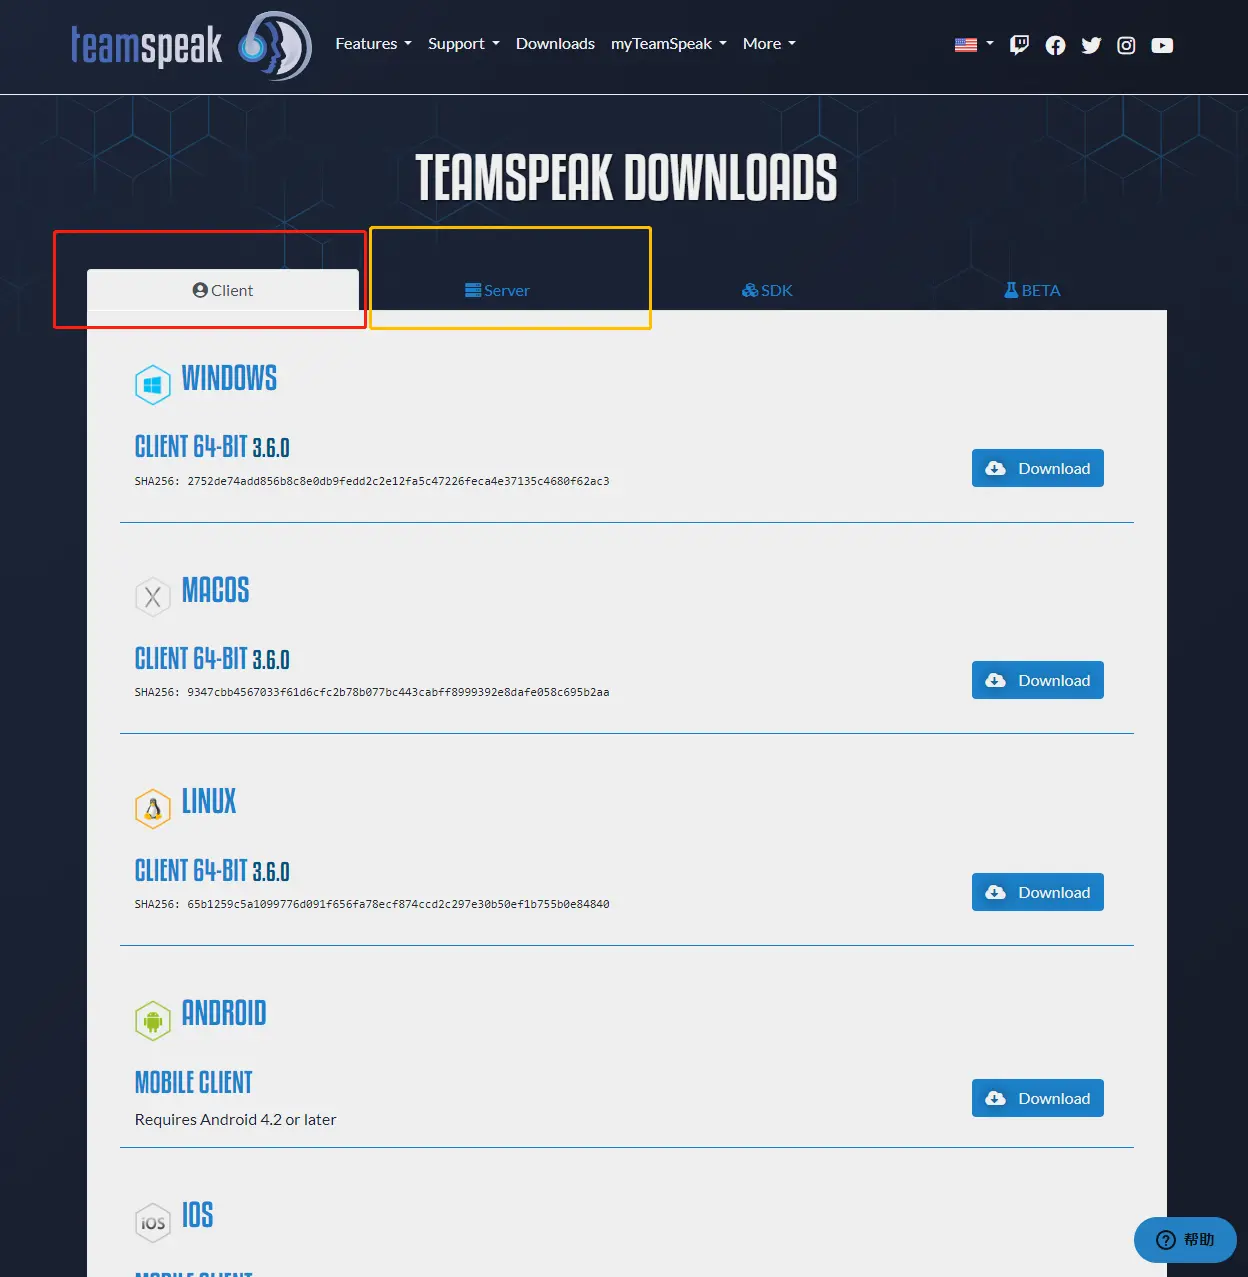 teamspeak
Features Support Downloads myTeamSpeak More
TEAMSPEAK DOWNLOADS
Client Server SDK BETA
WINDOWS
CLIENT 64-BIT 3.6.0
SHA256: 2752de74add856b8c8e0db9fedd2c2e12fa5c47226feca4e37135c4680f62ac3
Download
X MACOS
CLIENT 64-BIT 3.6.0
SHA256: 9347cbb4567033f61d6cfc2b78b077bc443cabff8999392e8dafe058c695b2aa
Download
LINUX
CLIENT 64-BIT 3.6.0
SHA256: 65b1259c5a1099776d091f656fa78ecf874ccd2c297e30b50ef1b755b0e84840
Download
ANDROID
MOBILE CLIENT
Requires Android 4.2 or later
Download
iOS IOS
MOBILE CLIENT
? 帮助